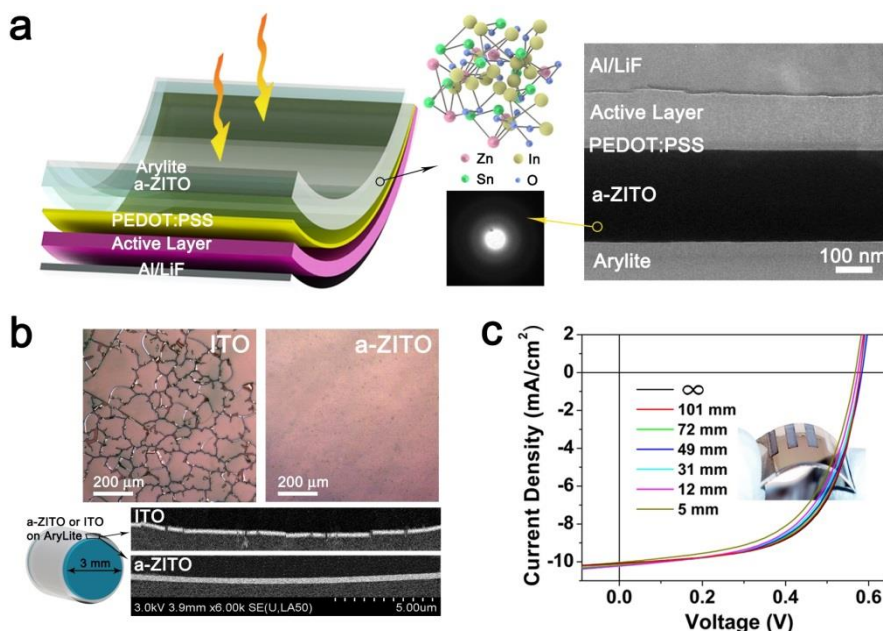 a
Arylite
a-ZITO
PEDOT:PSS
Active Layer
Al/LiF
Zn In
Sn O
Al/LiF
Active Layer
PEDOT:PSS
a-ZITO
Arylite
100 nm
b
ITO
200 µm
a-ZITO
200 µm
a-ZITO or ITO
on AryLite
3 mm
ITO
a-ZITO
3.0kV 3.9mm x6.00k SE(U,LA50) 5.00um
c
Current Density (mA/cm²)
2
0
-2
-4
-6
-8
-10
∞
101 mm
72 mm
49 mm
31 mm
12 mm
5 mm
0.0 0.2 0.4 0.6
Voltage (V)